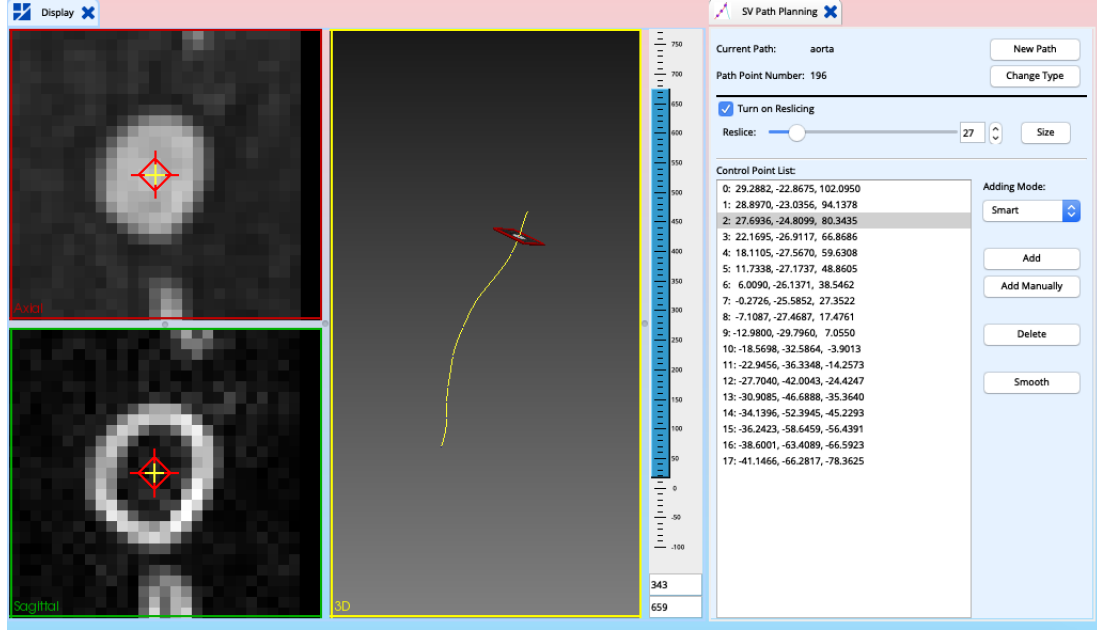 Display
Axial
Sagittal
3D
750
700
650
600
550
500
450
400
350
300
250
200
150
100
50
0
-50
-100
343
659
SV Path Planning
Current Path: aorta
New Path
Path Point Number: 196
Change Type
Turn on Reslicing
Reslice:
27
Size
Control Point List:
0: 29.2882, -22.8675, 102.0950
1: 28.8970, -23.0356, 94.1378
2: 27.6936, -24.8099, 80.3435
3: 22.1695, -26.9117, 66.8686
4: 18.1105, -27.5670, 59.6308
5: 11.7338, -27.1737, 48.8605
6: 6.0090, -26.1371, 38.5462
7: -0.2726, -25.5852, 27.3522
8: -7.1087, -27.4687, 17.4761
9: -12.9800, -29.7960, 7.0550
10: -18.5698, -32.5864, -3.9013
11: -22.9456, -36.3348, -14.2573
12: -27.7040, -42.0043, -24.4247
13: -30.9085, -46.6888, -35.3640
14: -34.1396, -52.3945, -45.2293
15: -36.2423, -58.6459, -56.4391
16: -38.6001, -63.4089, -66.5923
17: -41.1466, -66.2817, -78.3625
Adding Mode:
Smart
Add
Add Manually
Delete
Smooth